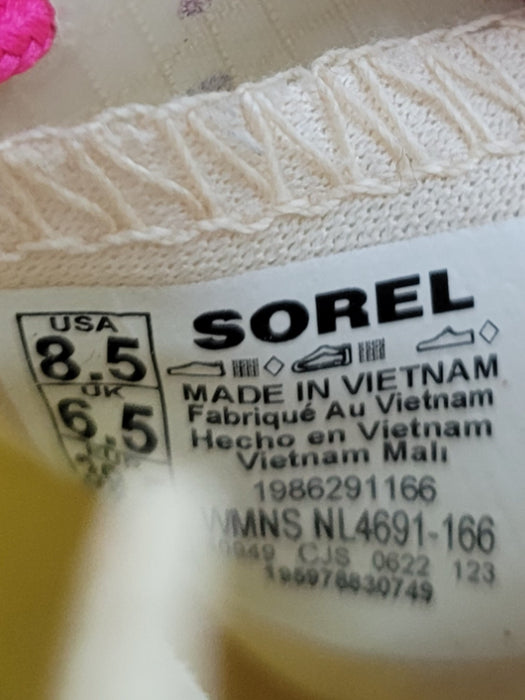 USA
8.5
UK
6.5
SOREL
MADE IN VIETNAM
Fabriqué Au Vietnam
Hecho en Vietnam
Vietnam Malı
1986291166
WMNS NL4691-166
CJS 0622 123